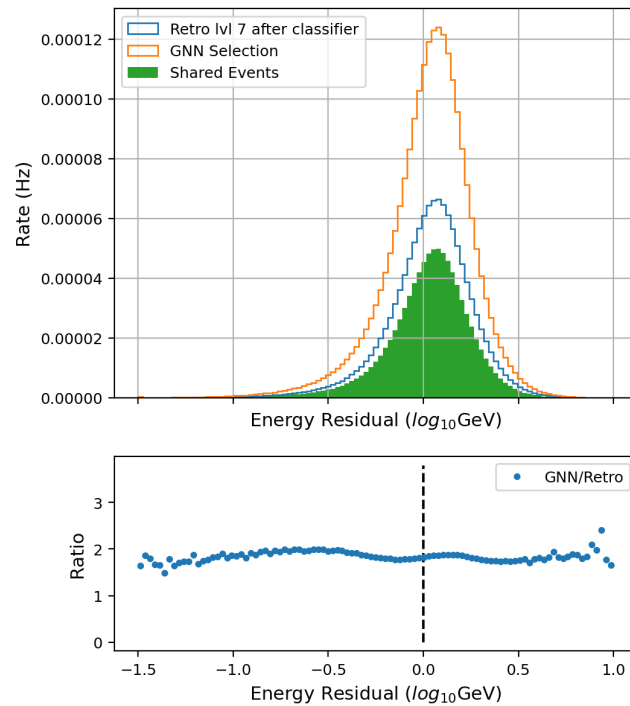 Retro lvl 7 after classifier
GNN Selection
Shared Events
0.00012
0.00010
0.00008
0.00006
0.00004
0.00002
0.00000
Rate (Hz)
Energy Residual (log₁₀GeV)
GNN/Retro
3
2
1
0
Ratio
−1.5 −1.0 −0.5 0.0 0.5 1.0
Energy Residual (log₁₀GeV)